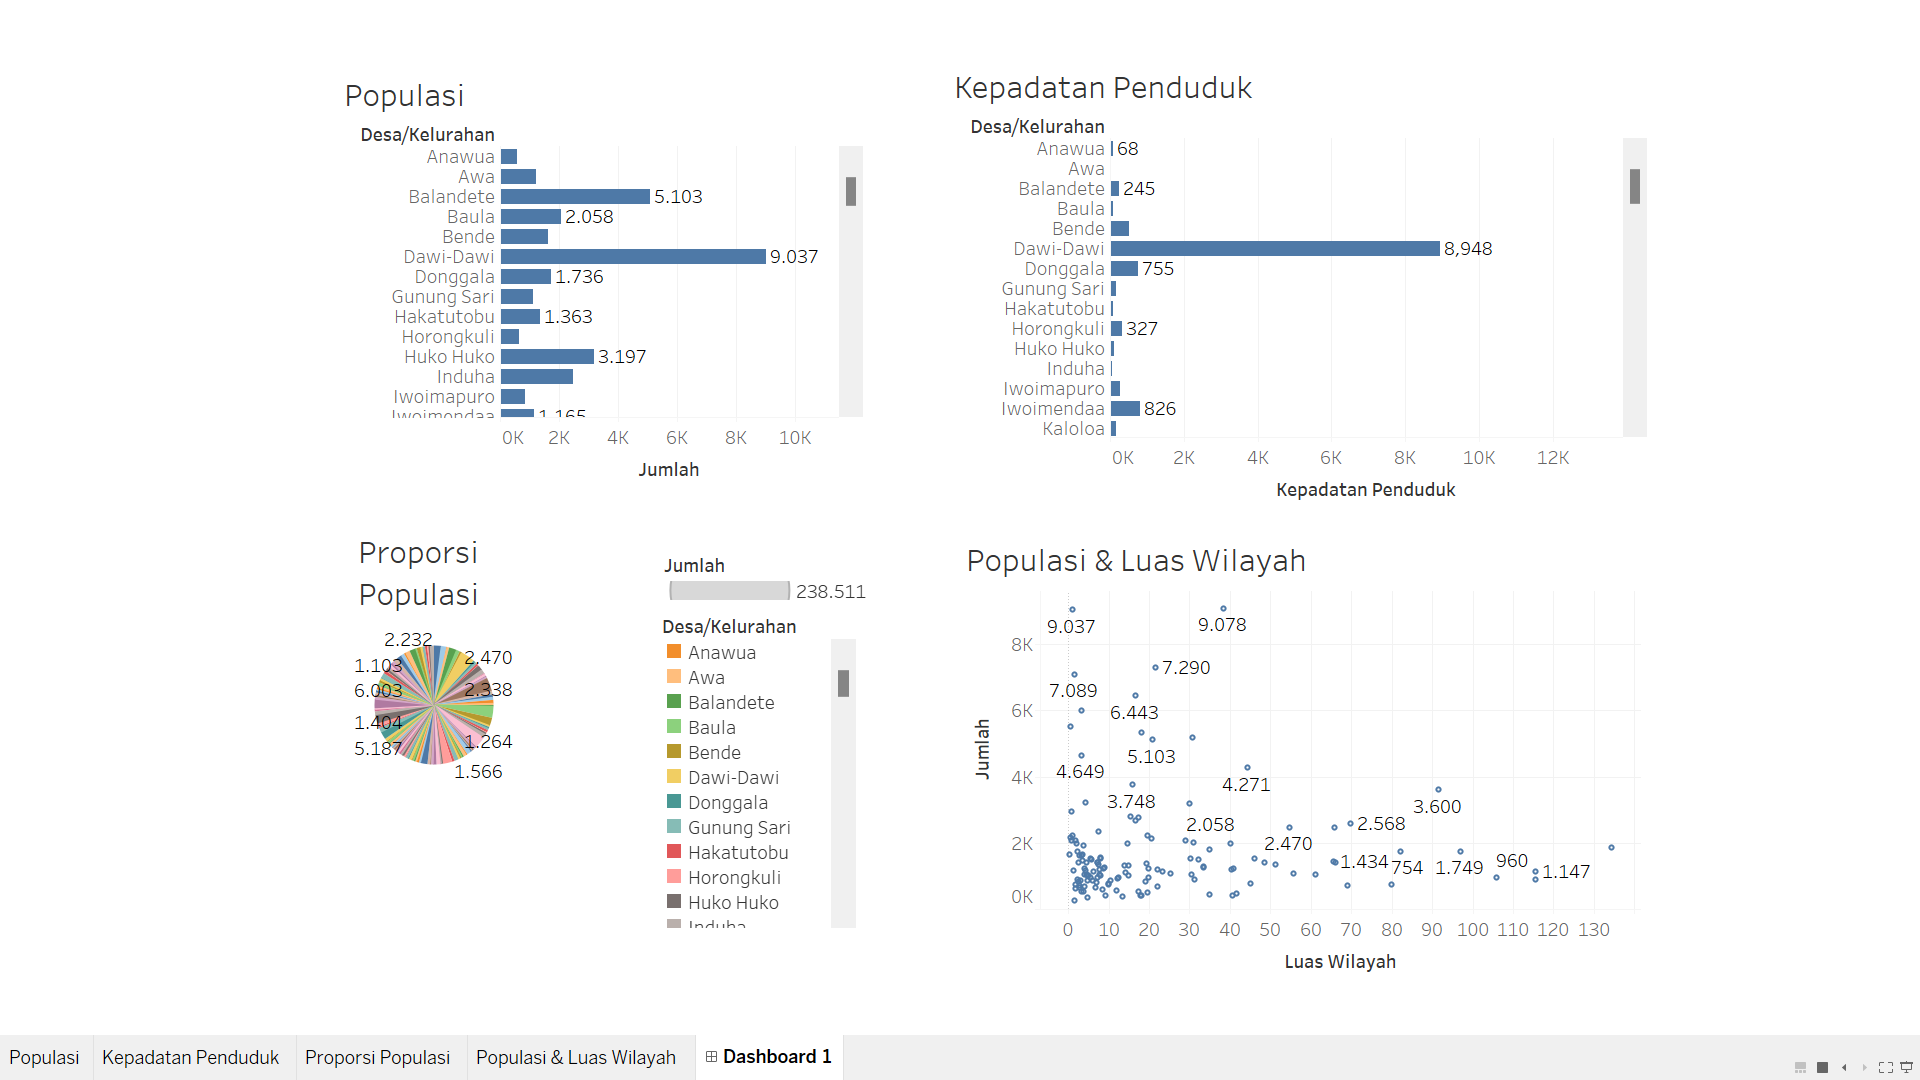 Populasi
Desa/Kelurahan
Anawua
Awa
Balandete 5.103
Baula 2.058
Bende
Dawi-Dawi 9.037
Donggala 1.736
Gunung Sari
Hakatutobu 1.363
Horongkuli
Huko Huko 3.197
Induha
Iwoimapuro
Iwoimendaa 1.165
0K 2K 4K 6K 8K 10K
Jumlah
Kepadatan Penduduk
Desa/Kelurahan
Anawua 68
Awa
Balandete 245
Baula
Bende
Dawi-Dawi 8,948
Donggala 755
Gunung Sari
Hakatutobu
Horongkuli 327
Huko Huko
Induha
Iwoimapuro
Iwoimendaa 826
Kaloloa
0K 2K 4K 6K 8K 10K 12K
Kepadatan Penduduk
Proporsi
Populasi
2.232
2.470
1.103
6.003 2.338
1.404
1.264
5.187
1.566
Jumlah
238.511
Desa/Kelurahan
Anawua
Awa
Balandete
Baula
Bende
Dawi-Dawi
Donggala
Gunung Sari
Hakatutobu
Horongkuli
Huko Huko
Induha
Populasi & Luas Wilayah
9.037 9.078
8K
7.290
7.089
6K 6.443
5.103
4.649
4K 4.271
3.748 3.600
2.058 2.568
2K 2.470
1.434 754 1.749 960 1.147
0K
Jumlah
0 10 20 30 40 50 60 70 80 90 100 110 120 130
Luas Wilayah
Populasi Kepadatan Penduduk Proporsi Populasi Populasi & Luas Wilayah Dashboard 1